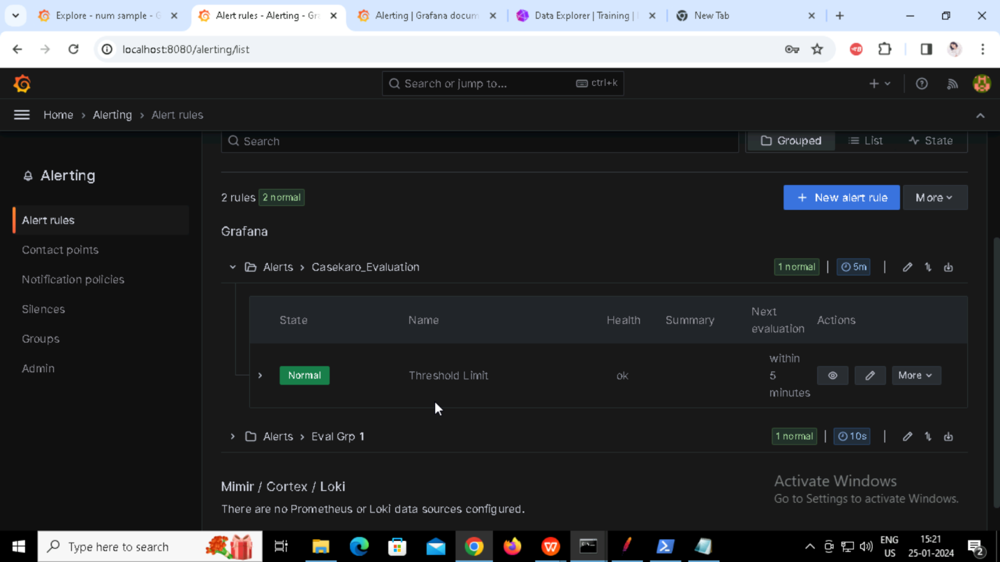 Explore - num sample - G
Alert rules - Alerting - Gra
Alerting | Grafana docum
Data Explorer | Training |
New Tab
localhost:8080/alerting/list
Search or jump to...
ctrl+k
Home › Alerting › Alert rules
Search
Grouped
List
State
Alerting
2 rules 2 normal
+ New alert rule
More
Alert rules
Grafana
Contact points
Alerts › Casekaro_Evaluation
1 normal | 5m |
Notification policies
Silences
State
Name
Health
Summary
Next evaluation
Actions
Groups
Admin
Normal
Threshold Limit
ok
within
5
minutes
More
Alerts › Eval Grp 1
1 normal | 10s |
Mimir / Cortex / Loki
There are no Prometheus or Loki data sources configured.
Activate Windows
Go to Settings to activate Windows.
Type here to search
ENG
US
15:21
25-01-2024
2